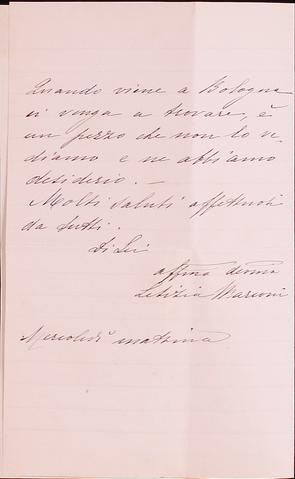 Quando viene a Bologna
ci venga a trovare, è
un pezzo che non lo ve-
diamo e ne abbiamo
desiderio. —
Molti saluti affettuosi
da tutti.
Di Lei
affma
Letizia Marconi
Mercoledì mattina